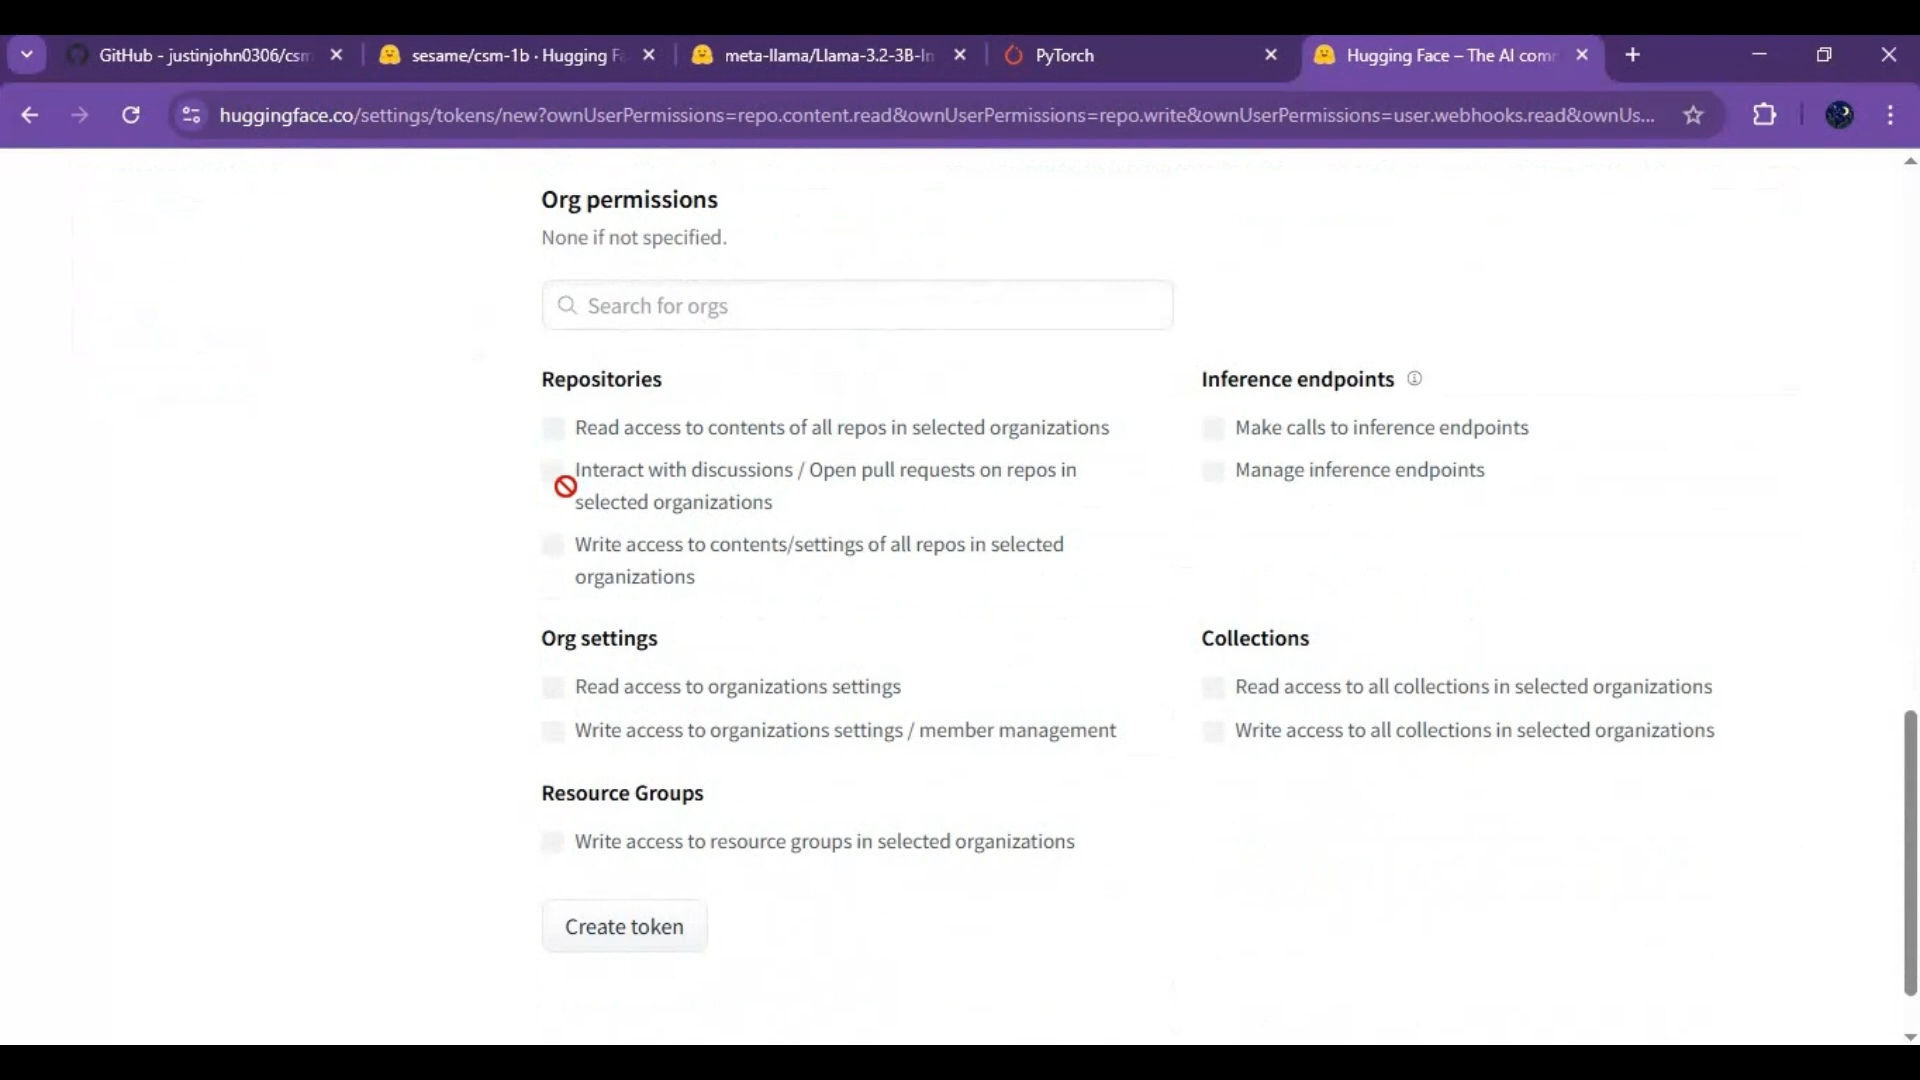 GitHub - justinjohn0306/csm
sesame/csm-1b · Hugging Fa
meta-llama/Llama-3.2-3B-In
PyTorch
Hugging Face – The AI comm
huggingface.co/settings/tokens/new?ownUserPermissions=repo.content.read&ownUserPermissions=repo.write&ownUserPermissions=user.webhooks.read&ownUs...
Org permissions
None if not specified.
Search for orgs
Repositories
Read access to contents of all repos in selected organizations
Interact with discussions / Open pull requests on repos in
selected organizations
Write access to contents/settings of all repos in selected
organizations
Inference endpoints
Make calls to inference endpoints
Manage inference endpoints
Org settings
Read access to organizations settings
Write access to organizations settings / member management
Collections
Read access to all collections in selected organizations
Write access to all collections in selected organizations
Resource Groups
Write access to resource groups in selected organizations
Create token